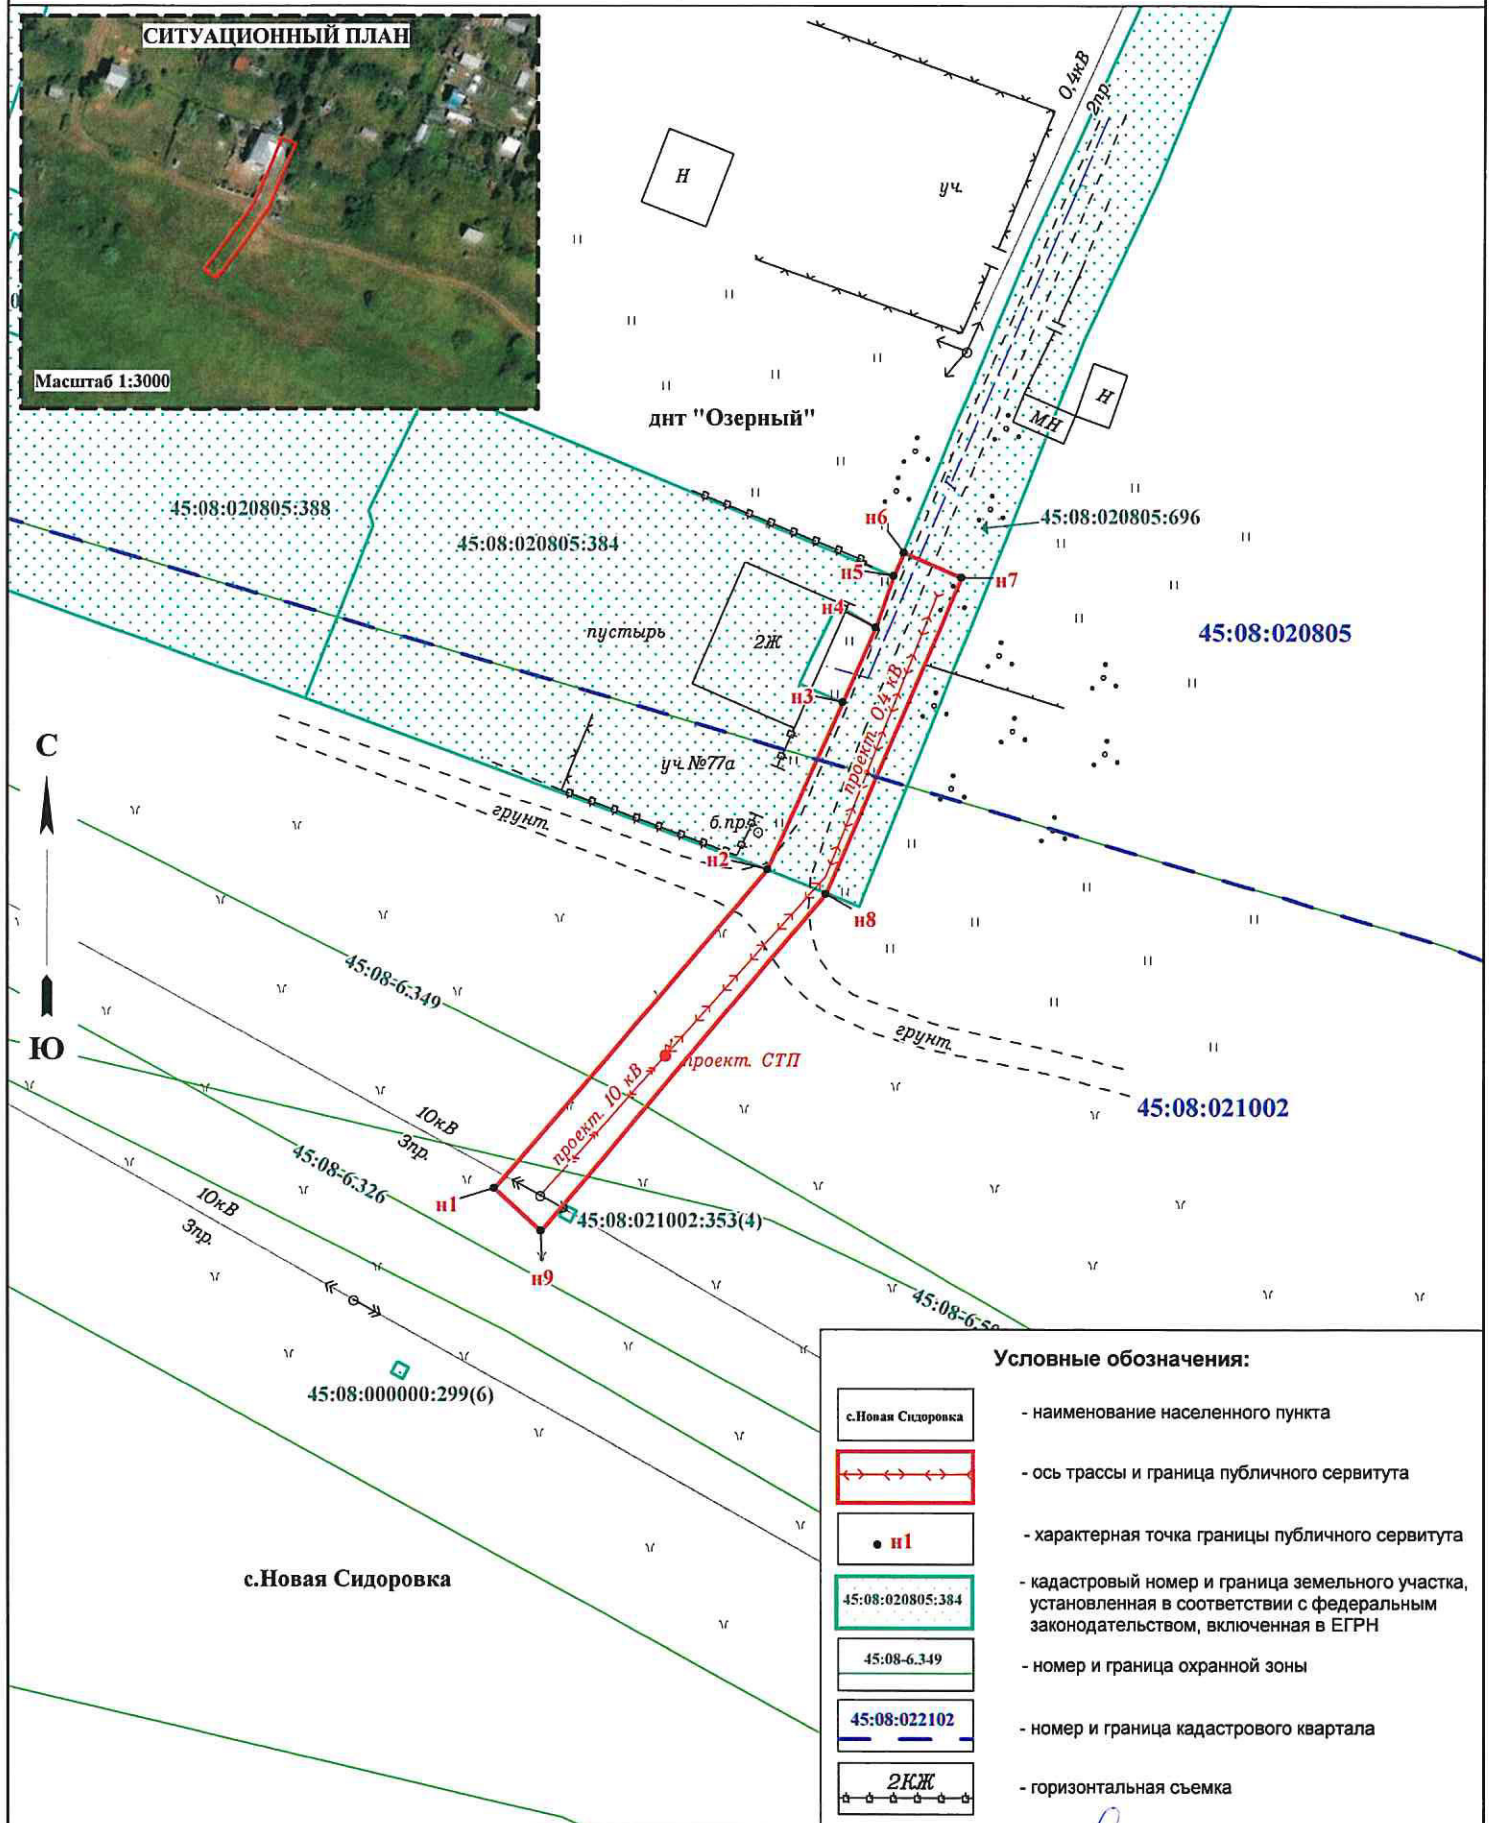 СИТУАЦИОННЫЙ ПЛАН
Масштаб 1:3000
0,4кВ
2пр.
Н
уч.
Н
МН
днт "Озерный"
45:08:020805:388
45:08:020805:384
45:08:020805:696
н6
н5
н7
н4
45:08:020805
пустырь
2Ж
н3
проект. 0,4 кВ
С
уч.№77а
грунт.
б.пр.
н2
н8
45:08-6.349
Ю
грунт.
проект. СТП
проект. 10 кВ
45:08:021002
10кВ
3пр.
45:08-6.326
10кВ
3пр.
н1
45:08:021002:353(4)
н9
45:08:000000:299(6)
с.Новая Сидоровка
Условные обозначения:
с.Новая Сидоровка
- наименование населенного пункта
- ось трассы и граница публичного сервитута
н1
- характерная точка границы публичного сервитута
45:08:020805:384
- кадастровый номер и граница земельного участка,
установленная в соответствии с федеральным
законодательством, включенная в ЕГРН
45:08-6.349
- номер и граница охранной зоны
45:08:022102
- номер и граница кадастрового квартала
2КЖ
- горизонтальная съемка